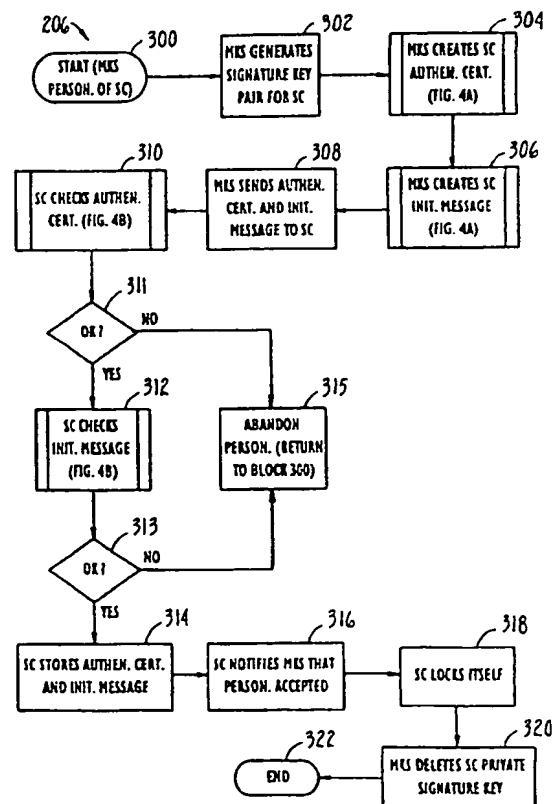 206
300
START (MKS
PERSON. OF SC)
302
MKS GENERATES
SIGNATURE KEY
PAIR FOR SC
304
MKS CREATES SC
AUTHEN. CERT.
(FIG. 4A)
306
MKS CREATES SC
INIT. MESSAGE
(FIG. 4A)
308
MKS SENDS AUTHEN.
CERT. AND INIT.
MESSAGE TO SC
310
SC CHECKS AUTHEN.
CERT. (FIG. 4B)
311
OK?
NO
YES
312
SC CHECKS
INIT. MESSAGE
(FIG. 4B)
315
ABANDON
PERSON. (RETURN
TO BLOCK 300)
313
OK?
NO
YES
314
SC STORES AUTHEN. CERT.
AND INIT. MESSAGE
316
SC NOTIFIES MKS THAT
PERSON. ACCEPTED
318
SC LOCKS ITSELF
320
MKS DELETES SC PRIVATE
SIGNATURE KEY
322
END